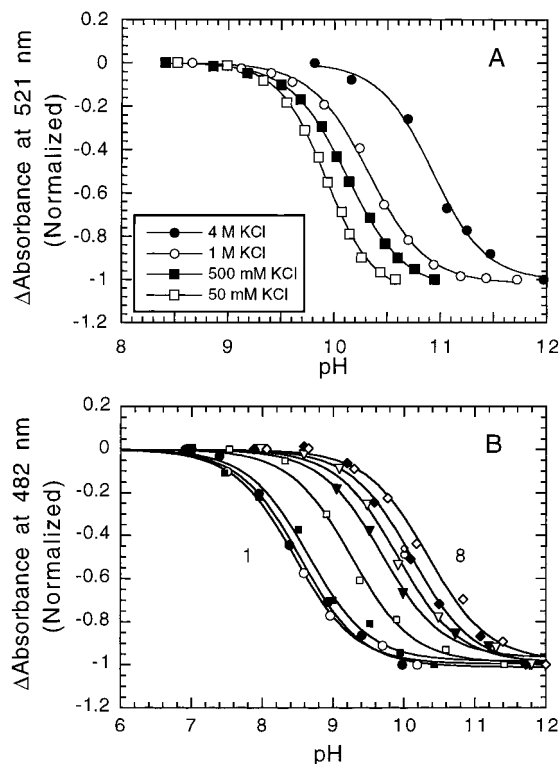 A
0.2
0
-0.2
-0.4
-0.6
-0.8
-1
-1.2
ΔAbsorbance at 521 nm
(Normalized)
4 M KCl
1 M KCl
500 mM KCl
50 mM KCl
8 9 10 11 12
pH
B
0.2
0
-0.2
-0.4
-0.6
-0.8
-1
-1.2
ΔAbsorbance at 482 nm
(Normalized)
1
8
6 7 8 9 10 11 12
pH